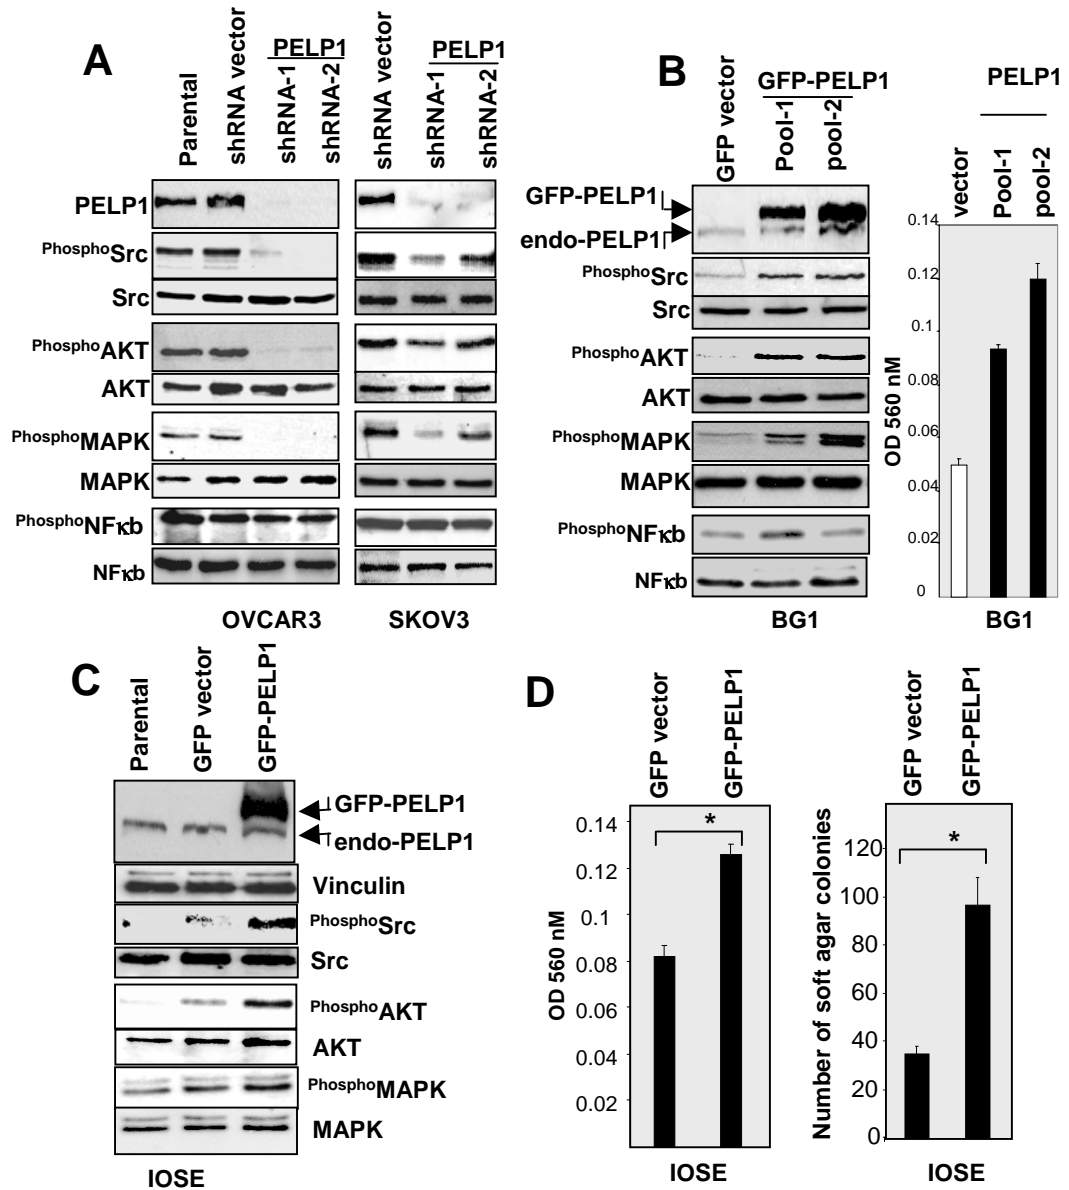 A
Parental
shRNA vector
PELP1
shRNA-1
shRNA-2
shRNA vector
PELP1
shRNA-1
shRNA-2
PELP1
PhosphoSrc
Src
PhosphoAKT
AKT
PhosphoMAPK
MAPK
PhosphoNFκb
NFκb
OVCAR3
SKOV3
B
GFP vector
GFP-PELP1
Pool-1
pool-2
GFP-PELP1
endo-PELP1
PhosphoSrc
Src
PhosphoAKT
AKT
PhosphoMAPK
MAPK
PhosphoNFκb
NFκb
BG1
PELP1
vector
Pool-1
pool-2
OD 560 nM
0.14
0.12
0.1
0.08
0.06
0.04
0.02
0
BG1
C
Parental
GFP vector
GFP-PELP1
GFP-PELP1
endo-PELP1
Vinculin
PhosphoSrc
Src
PhosphoAKT
AKT
PhosphoMAPK
MAPK
IOSE
D
GFP vector
GFP-PELP1
*
OD 560 nM
0.14
0.12
0.1
0.08
0.06
0.04
0.02
IOSE
GFP vector
GFP-PELP1
*
Number of soft agar colonies
120
100
80
60
40
20
0
IOSE